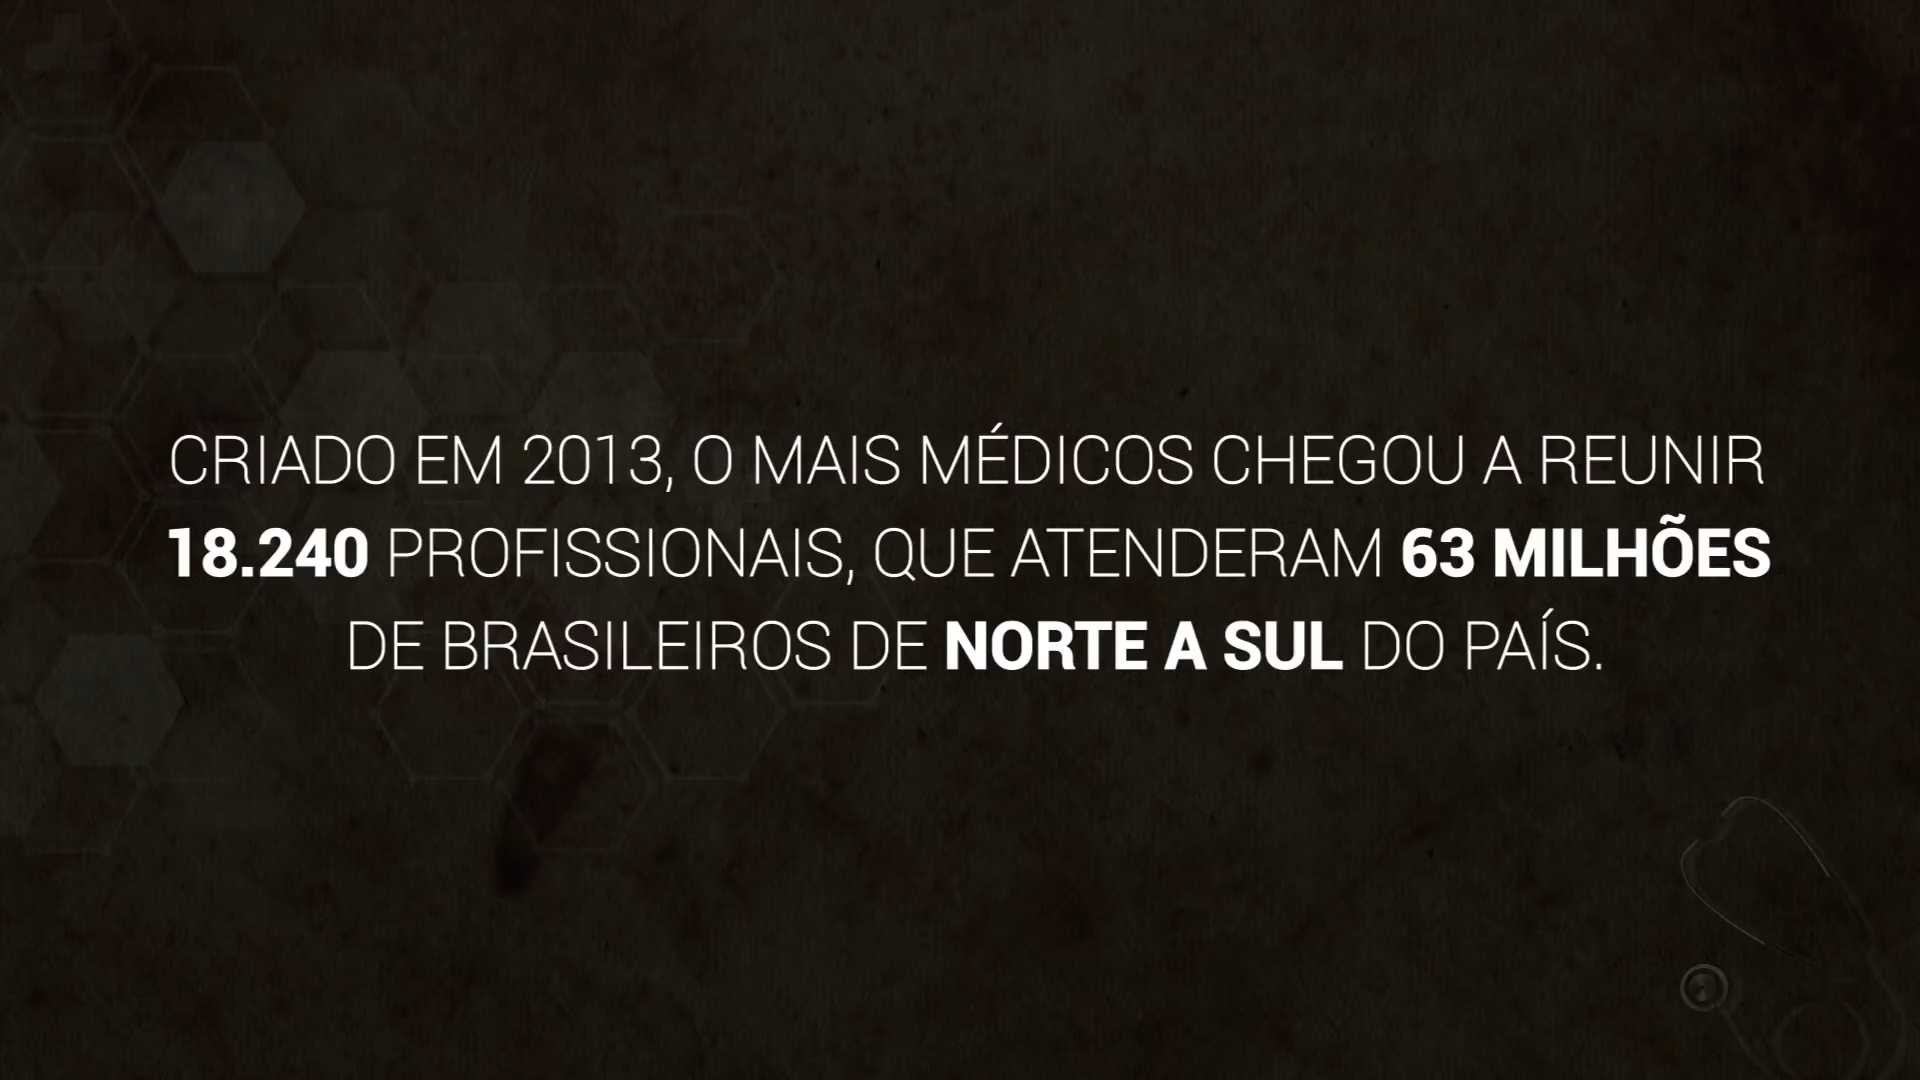 CRIADO EM 2013, O MAIS MÉDICOS CHEGOU A REUNIR
18.240 PROFISSIONAIS, QUE ATENDERAM 63 MILHÕES
DE BRASILEIROS DE NORTE A SUL DO PAÍS.